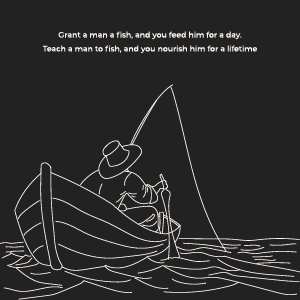 Grant a man a fish, and you feed him for a day.
Teach a man to fish, and you nourish him for a lifetime